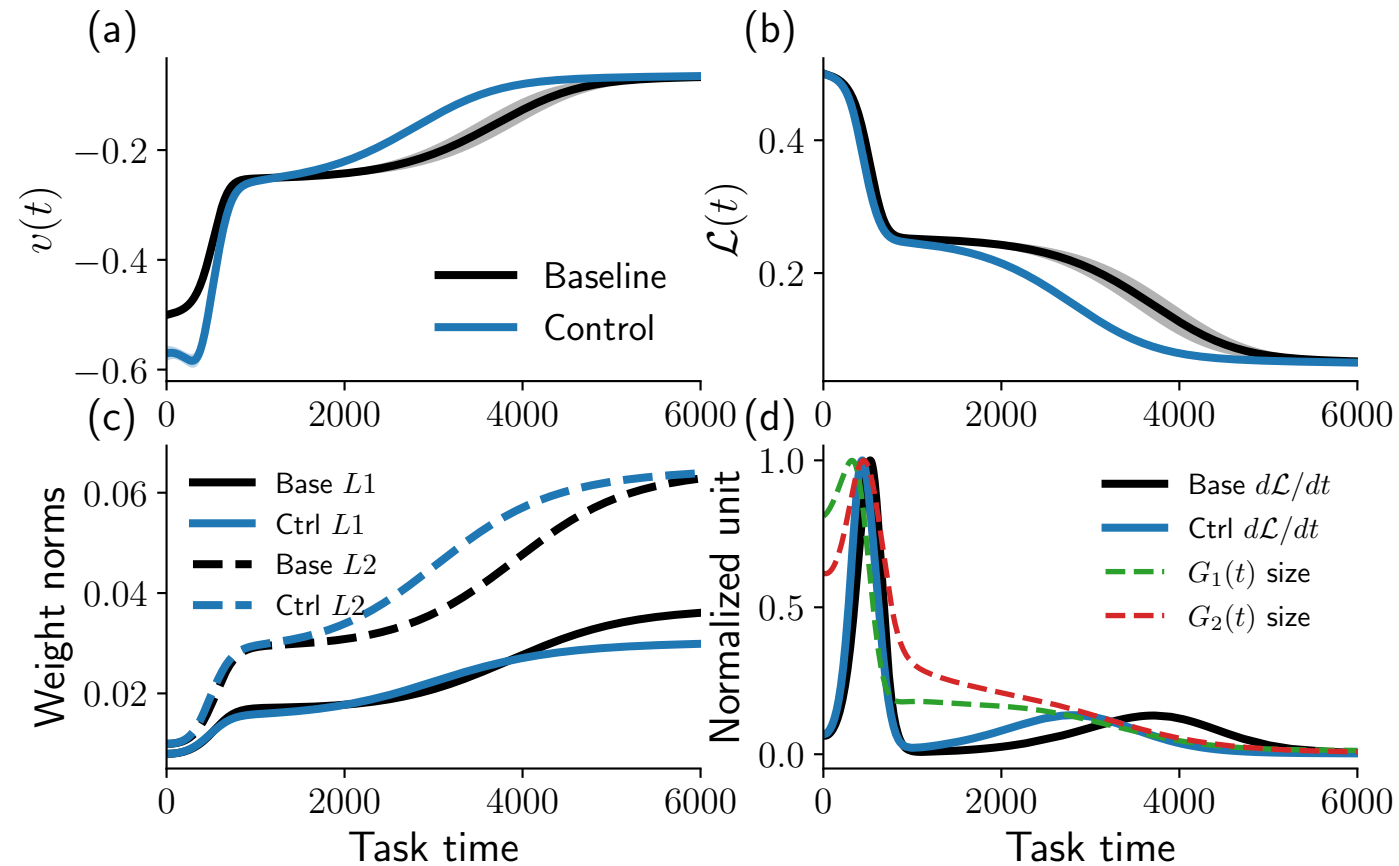 (a)
v(t)
−0.2
−0.4
−0.6
Baseline
Control
0
2000
4000
6000
(b)
𝓛(t)
0.4
0.2
0
2000
4000
6000
(c)
Weight norms
0.06
0.04
0.02
Base L1
Ctrl L1
Base L2
Ctrl L2
0
2000
4000
6000
Task time
(d)
Normalized unit
1.0
0.5
0.0
Base d𝓛/dt
Ctrl d𝓛/dt
G₁(t) size
G₂(t) size
0
2000
4000
6000
Task time